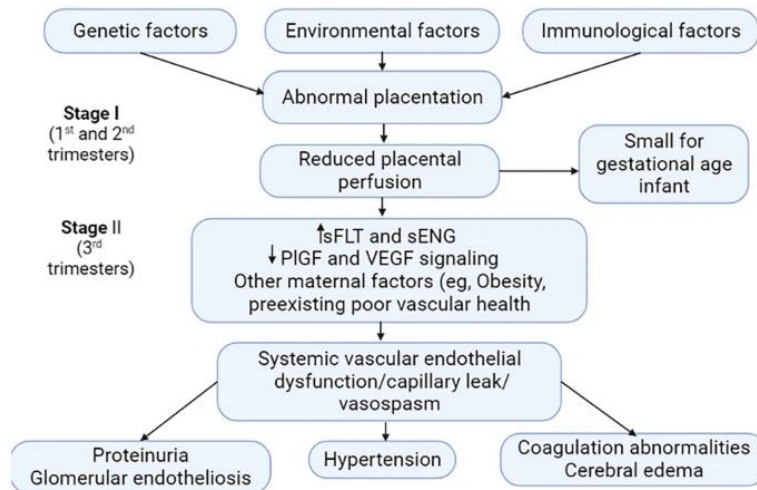 Genetic factors
Environmental factors
Immunological factors
Abnormal placentation
Stage I
(1st and 2nd
trimesters)
Reduced placental
perfusion
Small for
gestational age
infant
Stage II
(3rd
trimesters)
↑sFLT and sENG
↓ PlGF and VEGF signaling
Other maternal factors (eg, Obesity,
preexisting poor vascular health
Systemic vascular endothelial
dysfunction/capillary leak/
vasospasm
Proteinuria
Glomerular endotheliosis
Hypertension
Coagulation abnormalities
Cerebral edema